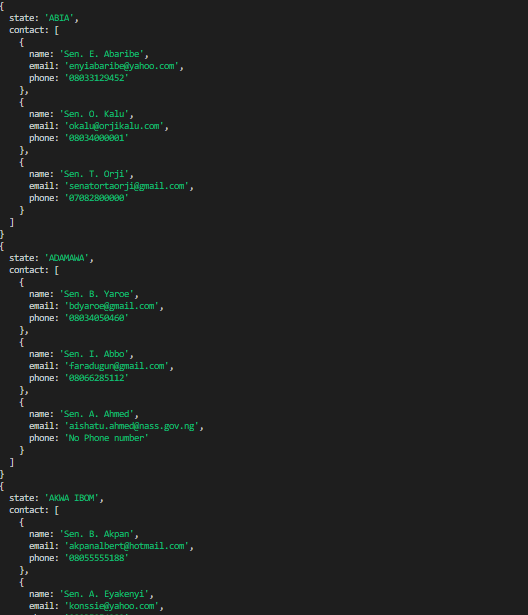 {
state: 'ABIA',
contact: [
{
name: 'Sen. E. Abaribe',
email: 'enyiabaribe@yahoo.com',
phone: '08033129452'
},
{
name: 'Sen. O. Kalu',
email: 'okalu@orjikalu.com',
phone: '08034000001'
},
{
name: 'Sen. T. Orji',
email: 'senatortaorji@gmail.com',
phone: '07082800000'
}
]
}
{
state: 'ADAMAWA',
contact: [
{
name: 'Sen. B. Yaroe',
email: 'bdyaroe@gmail.com',
phone: '08034050460'
},
{
name: 'Sen. I. Abbo',
email: 'faradugun@gmail.com',
phone: '08066285112'
},
{
name: 'Sen. A. Ahmed',
email: 'aishatu.ahmed@nass.gov.ng',
phone: 'No Phone number'
}
]
}
{
state: 'AKWA IBOM',
contact: [
{
name: 'Sen. B. Akpan',
email: 'akpanalbert@hotmail.com',
phone: '08055555188'
},
{
name: 'Sen. A. Eyakenyi',
email: 'konssie@yahoo.com',